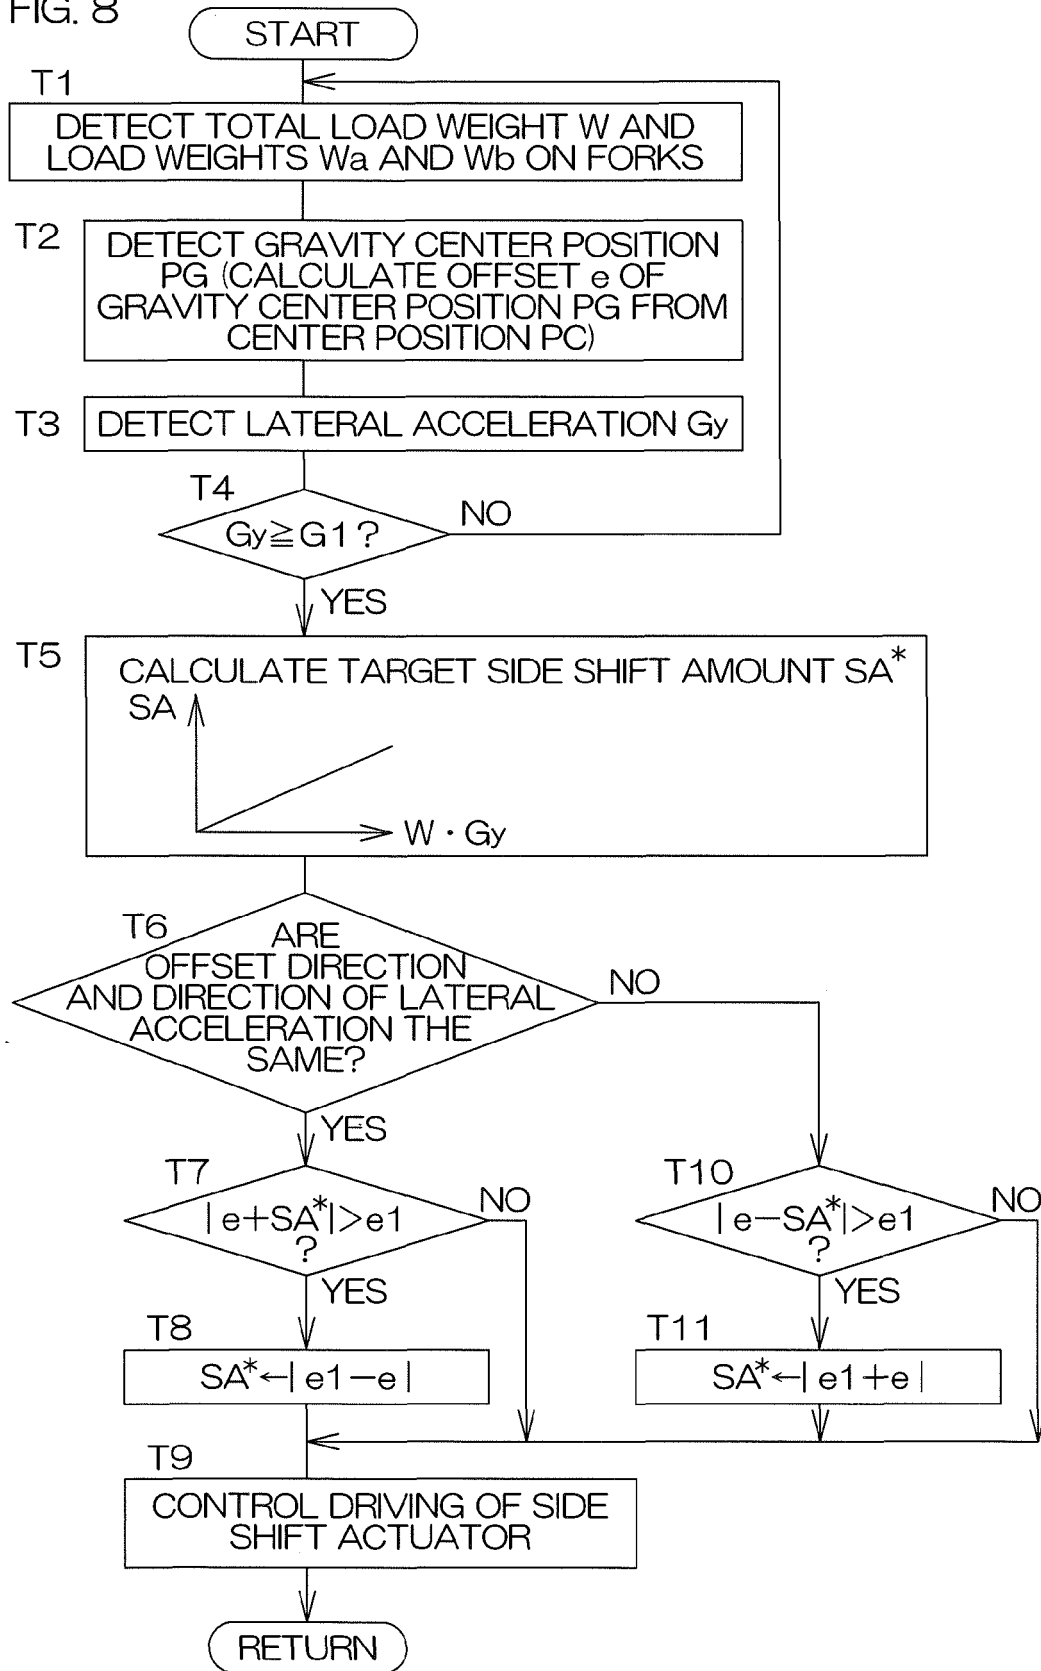 FIG. 8
START
T1
DETECT TOTAL LOAD WEIGHT W AND
LOAD WEIGHTS Wa AND Wb ON FORKS
T2
DETECT GRAVITY CENTER POSITION
PG (CALCULATE OFFSET e OF
GRAVITY CENTER POSITION PG FROM
CENTER POSITION PC)
T3
DETECT LATERAL ACCELERATION Gy
T4
Gy≧G1?
NO
YES
T5
CALCULATE TARGET SIDE SHIFT AMOUNT SA*
SA
W・Gy
T6
ARE
OFFSET DIRECTION
AND DIRECTION OF LATERAL
ACCELERATION THE
SAME?
NO
YES
T7
|e+SA*|>e1
?
NO
YES
T8
SA*←|e1−e|
T10
|e−SA*|>e1
?
NO
YES
T11
SA*←|e1+e|
T9
CONTROL DRIVING OF SIDE
SHIFT ACTUATOR
RETURN